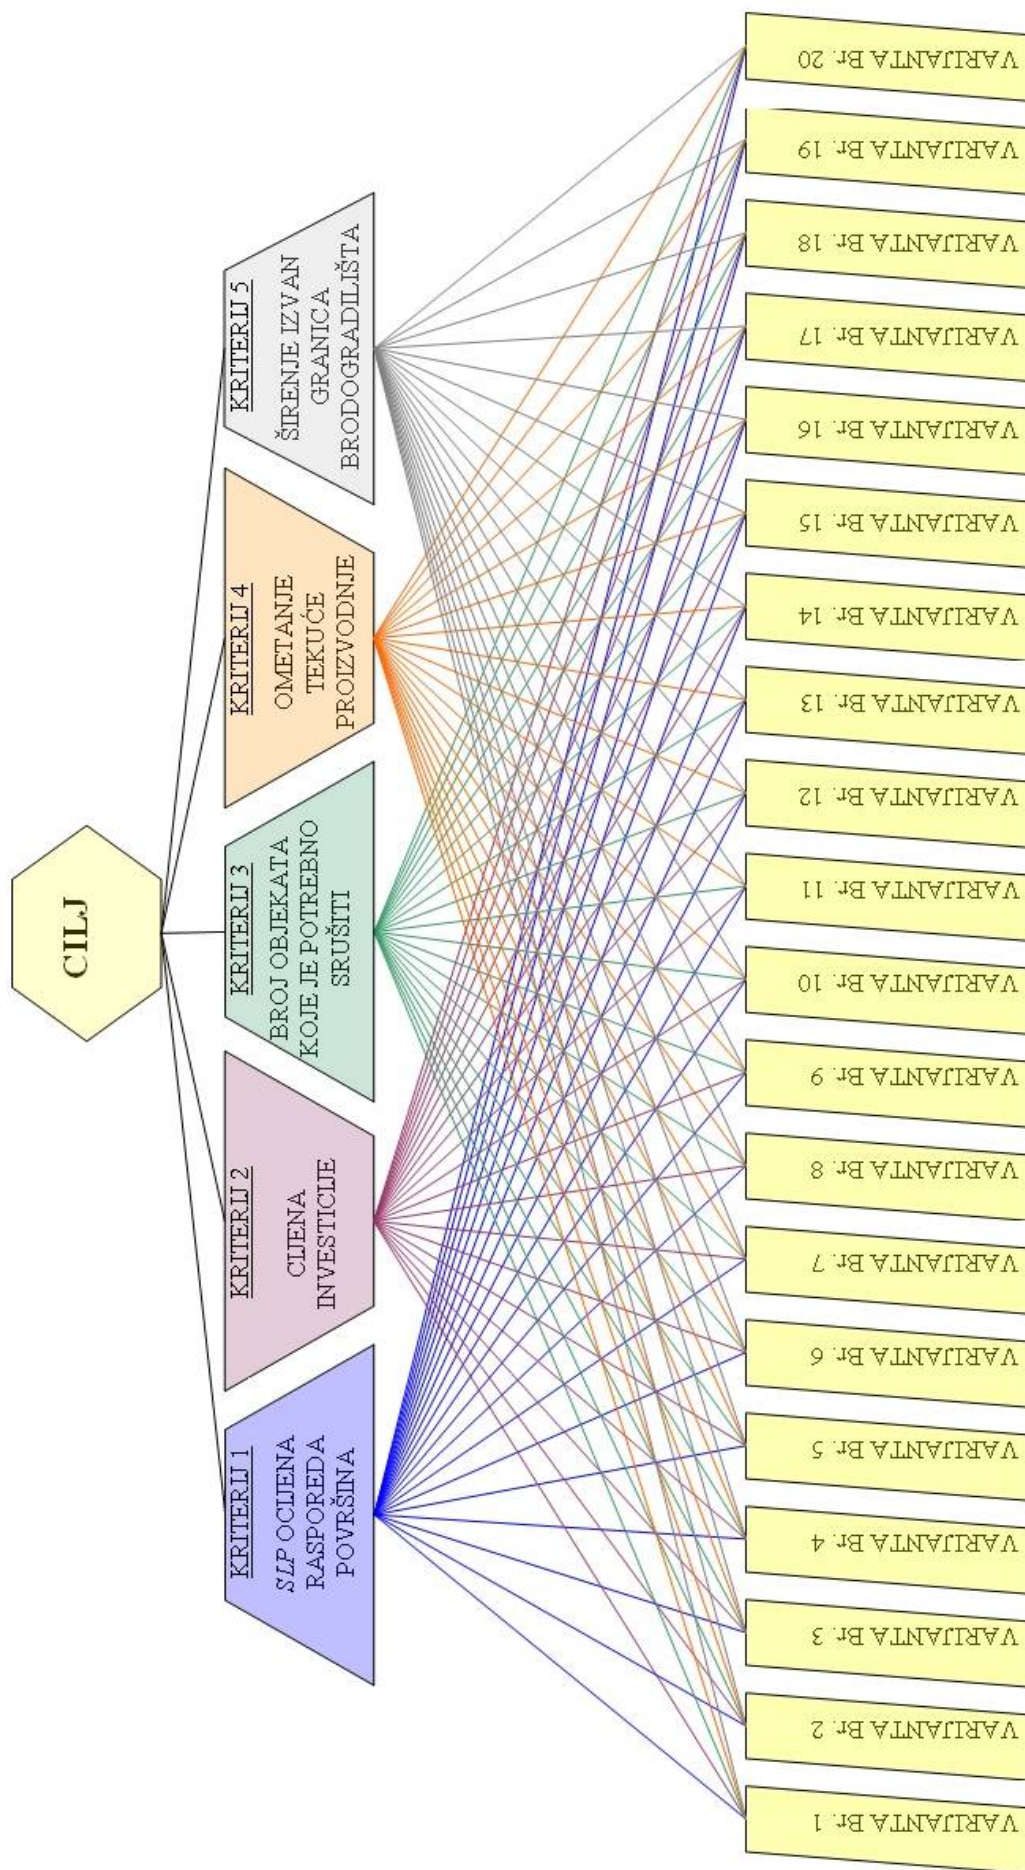 CILJ
KRITERIJ 1
SLP OCIJENA
RASPOREDA
POVRŠINA
KRITERIJ 2
CIJENA
INVESTICIJE
KRITERIJ 3
BROJ OBJEKATA
KOJE JE POTREBNO
SRUŠITI
KRITERIJ 4
OMETANJE
TEKUĆE
PROIZVODNJE
KRITERIJ 5
ŠIRENJE IZVAN
GRANICA
BRODOGRADILIŠTA
VARIJANTA Br. 1
VARIJANTA Br. 2
VARIJANTA Br. 3
VARIJANTA Br. 4
VARIJANTA Br. 5
VARIJANTA Br. 6
VARIJANTA Br. 7
VARIJANTA Br. 8
VARIJANTA Br. 9
VARIJANTA Br. 10
VARIJANTA Br. 11
VARIJANTA Br. 12
VARIJANTA Br. 13
VARIJANTA Br. 14
VARIJANTA Br. 15
VARIJANTA Br. 16
VARIJANTA Br. 17
VARIJANTA Br. 18
VARIJANTA Br. 19
VARIJANTA Br. 20